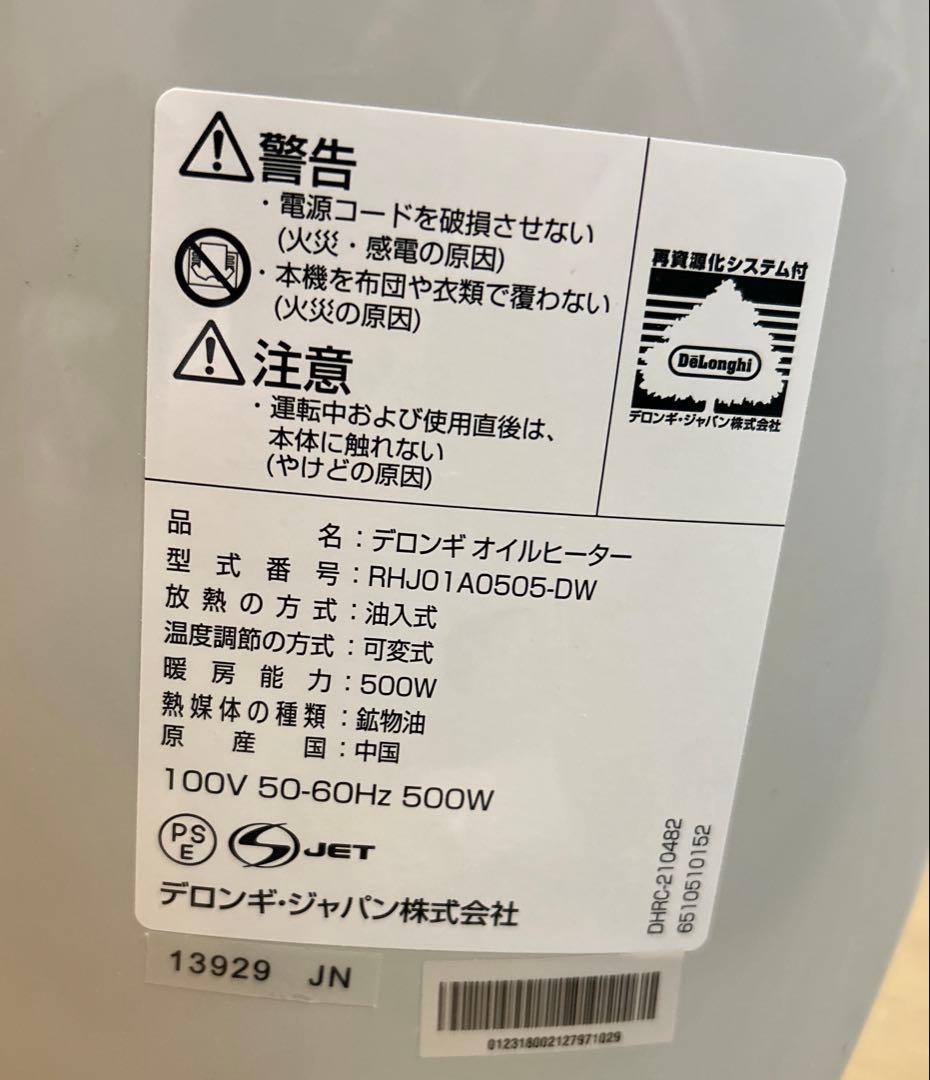 警告
・電源コードを破損させない
(火災・感電の原因)
・本機を布団や衣類で覆わない
(火災の原因)
注意
・運転中および使用直後は、
本体に触れない
(やけどの原因)
再資源化システム付
DeLonghi
デロンギ・ジャパン株式会社
品名：デロンギ オイルヒーター
型式番号：RHJ01A0505-DW
放熱の方式：油入式
温度調節の方式：可変式
暖房能力：500W
熱媒体の種類：鉱物油
原産国：中国
100V 50-60Hz 500W
PSE
JET
デロンギ・ジャパン株式会社
DHRC-210482
6510510152
13929 JN
012318002127971029